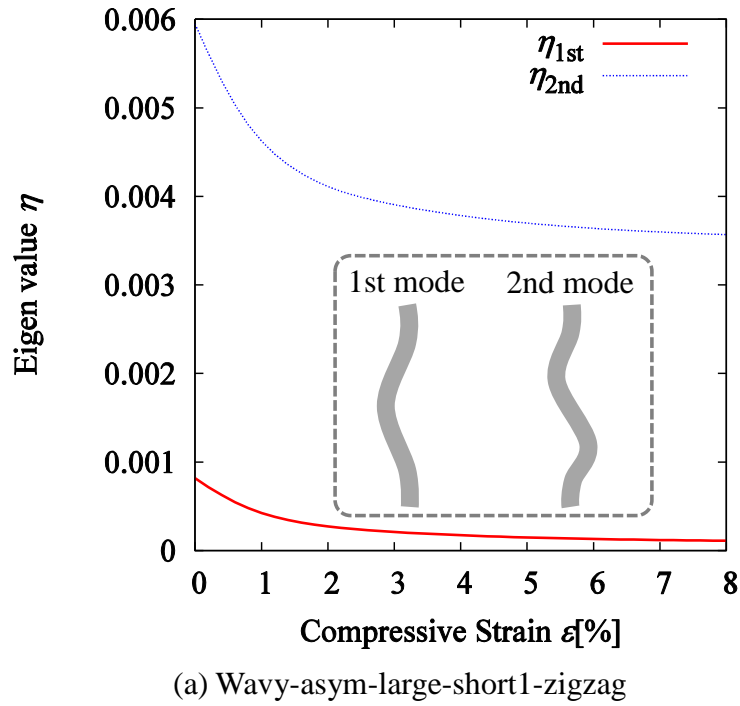 0.006
0.005
0.004
0.003
0.002
0.001
0
Eigen value η
η1st
η2nd
1st mode 2nd mode
0 1 2 3 4 5 6 7 8
Compressive Strain ε[%]
(a) Wavy-asym-large-short1-zigzag